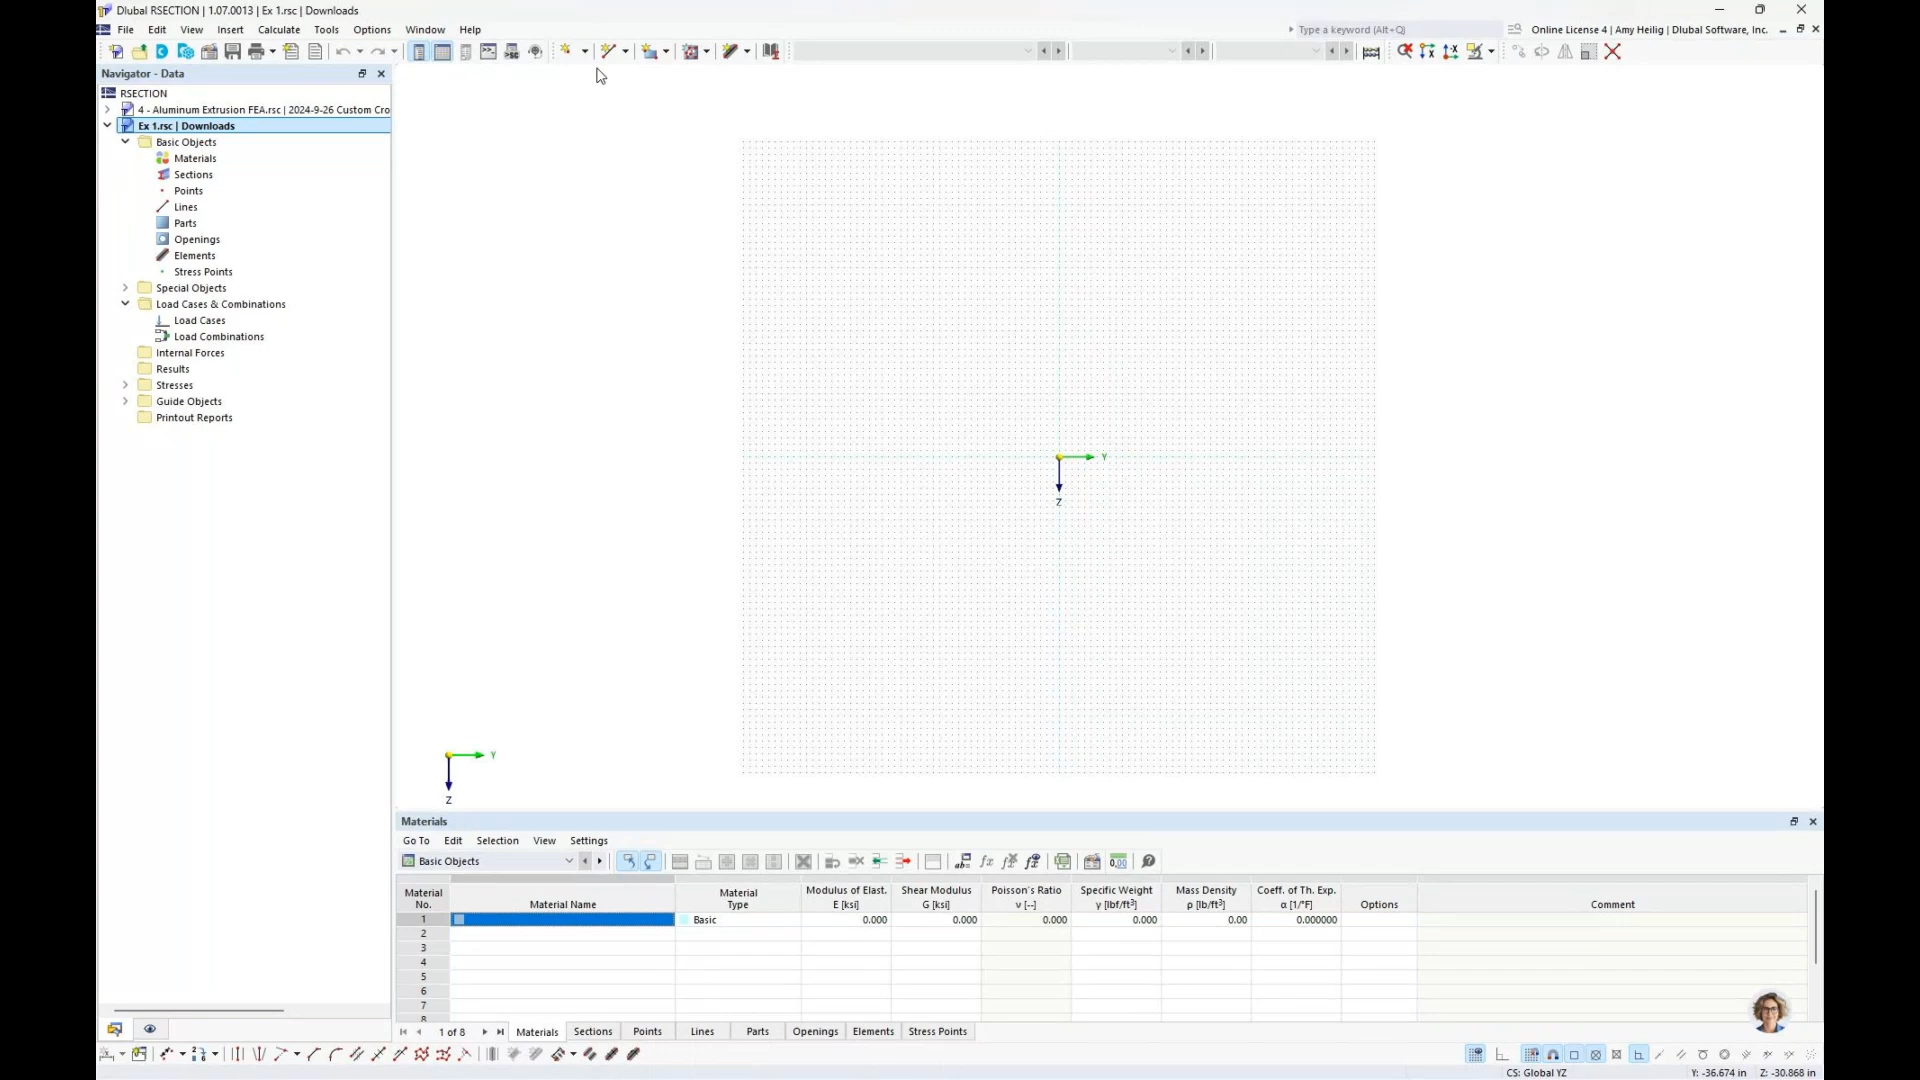 Dlubal RSECTION | 1.07.0013 | Ex 1.rsc | Downloads
File Edit View Insert Calculate Tools Options Window Help
Type a keyword (Alt+Q)
Online License 4 | Amy Heilig | Dlubal Software, Inc.
Navigator - Data
RSECTION
4 - Aluminum Extrusion FEA.rsc | 2024-9-26 Custom Cro
Ex 1.rsc | Downloads
Basic Objects
Materials
Sections
Points
Lines
Parts
Openings
Elements
Stress Points
Special Objects
Load Cases & Combinations
Load Cases
Load Combinations
Internal Forces
Results
Stresses
Guide Objects
Printout Reports
Y
Z
Y
Z
Materials
Go To Edit Selection View Settings
Basic Objects
Material No. Material Name Material Type Modulus of Elast. E [ksi] Shear Modulus G [ksi] Poisson's Ratio ν [--] Specific Weight γ [lbf/ft³] Mass Density ρ [lb/ft³] Coeff. of Th. Exp. α [1/°F] Options Comment
1 Basic 0.000 0.000 0.000 0.000 0.00 0.000000
2
3
4
5
6
7
8
1 of 8 Materials Sections Points Lines Parts Openings Elements Stress Points
CS: Global YZ Y: -36.674 in Z: -30.868 in